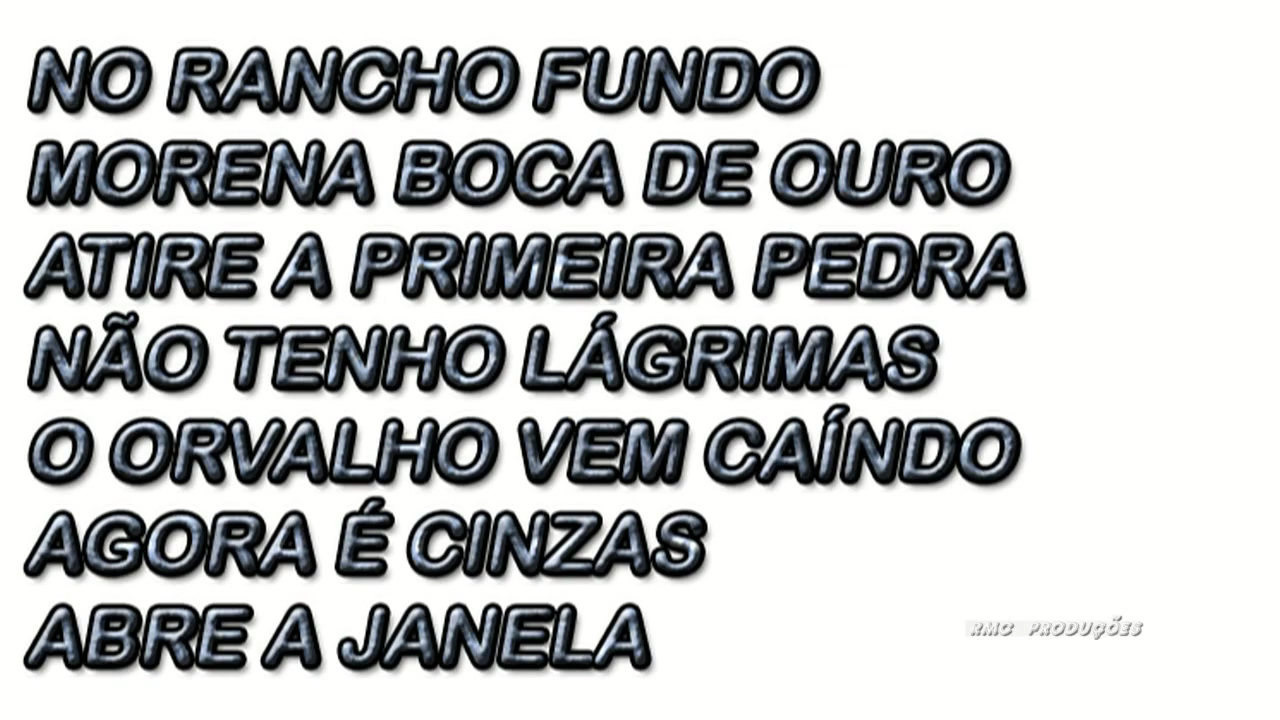 NO RANCHO FUNDO
MORENA BOCA DE OURO
ATIRE A PRIMEIRA PEDRA
NÃO TENHO LÁGRIMAS
O ORVALHO VEM CAÍNDO
AGORA É CINZAS
ABRE A JANELA
RMC PRODUÇÕES